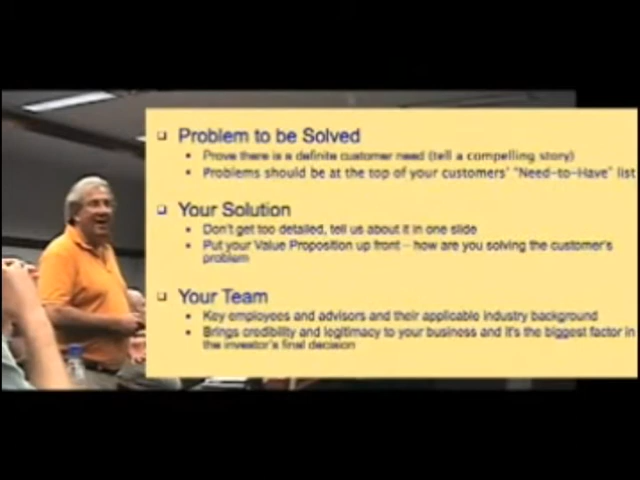 Problem to be Solved
Prove there is a definite customer need (tell a compelling story)
Problems should be at the top of your customers' "Need-to-Have" list
Your Solution
Don't get too detailed, tell us about it in one slide
Put your Value Proposition up front – how are you solving the customer's
problem
Your Team
Key employees and advisors and their applicable industry background
Brings credibility and legitimacy to your business and it's the biggest factor in
the investor's final decision